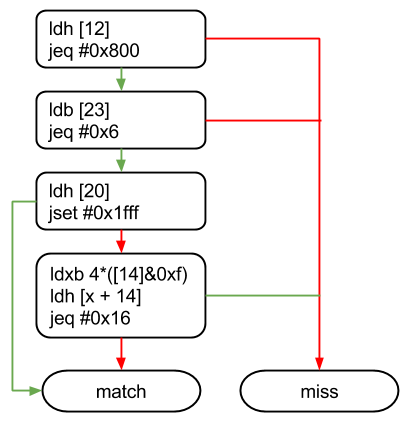 ldh [12]
jeq #0x800
ldb [23]
jeq #0x6
ldh [20]
jset #0x1fff
ldxb 4*([14]&0xf)
ldh [x + 14]
jeq #0x16
match
miss